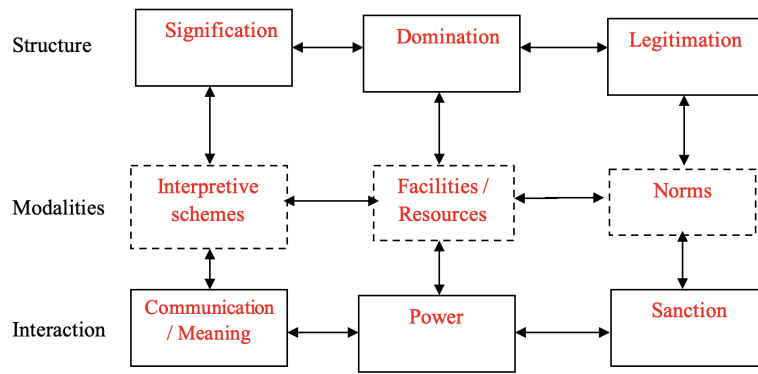 Structure
Signification
Domination
Legitimation
Modalities
Interpretive
schemes
Facilities /
Resources
Norms
Interaction
Communication
/ Meaning
Power
Sanction